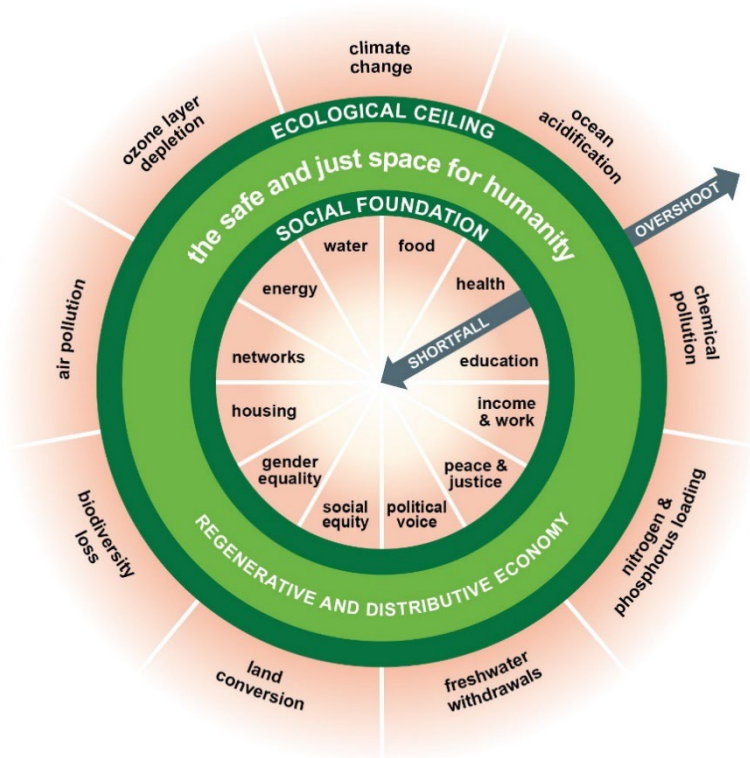 climate
change
ocean
acidification
chemical
pollution
nitrogen &
phosphorus loading
freshwater
withdrawals
land
conversion
biodiversity
loss
air pollution
ozone layer
depletion
OVERSHOOT
ECOLOGICAL CEILING
the safe and just space for humanity
SOCIAL FOUNDATION
water
food
health
SHORTFALL
education
income
& work
peace &
justice
political
voice
social
equity
gender
equality
housing
networks
energy
REGENERATIVE AND DISTRIBUTIVE ECONOMY